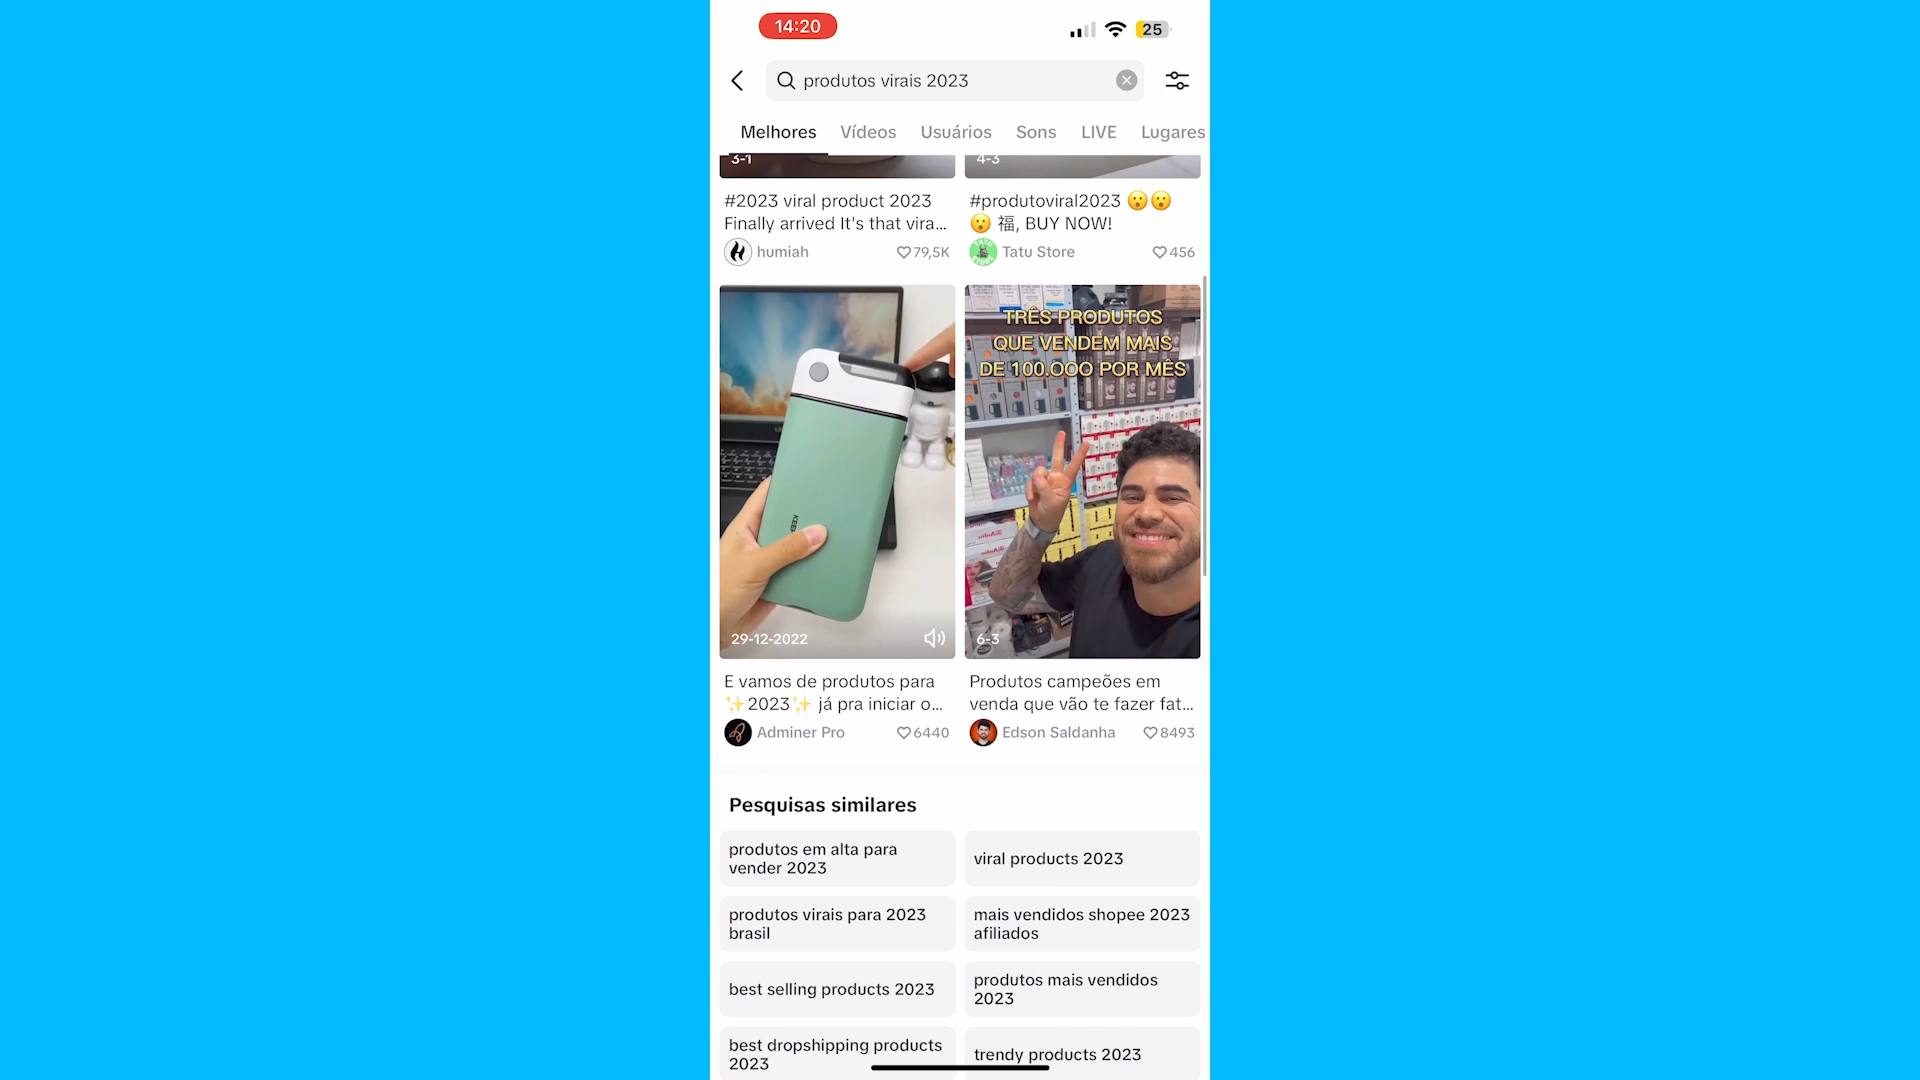 14:20
25
produtos virais 2023
Melhores
Vídeos
Usuários
Sons
LIVE
Lugares
3-1
4-3
#2023 viral product 2023
Finally arrived It's that vira...
humiah
79,5K
#produtoviral2023 😮😮
😮 福, BUY NOW!
Tatu Store
456
29-12-2022
TRÊS PRODUTOS
QUE VENDEM MAIS
DE 100.000 POR MÊS
6-3
E vamos de produtos para
✨2023✨ já pra iniciar o...
Adminer Pro
6440
Produtos campeões em
venda que vão te fazer fat...
Edson Saldanha
8493
Pesquisas similares
produtos em alta para
vender 2023
viral products 2023
produtos virais para 2023
brasil
mais vendidos shopee 2023
afiliados
best selling products 2023
produtos mais vendidos
2023
best dropshipping products
2023
trendy products 2023